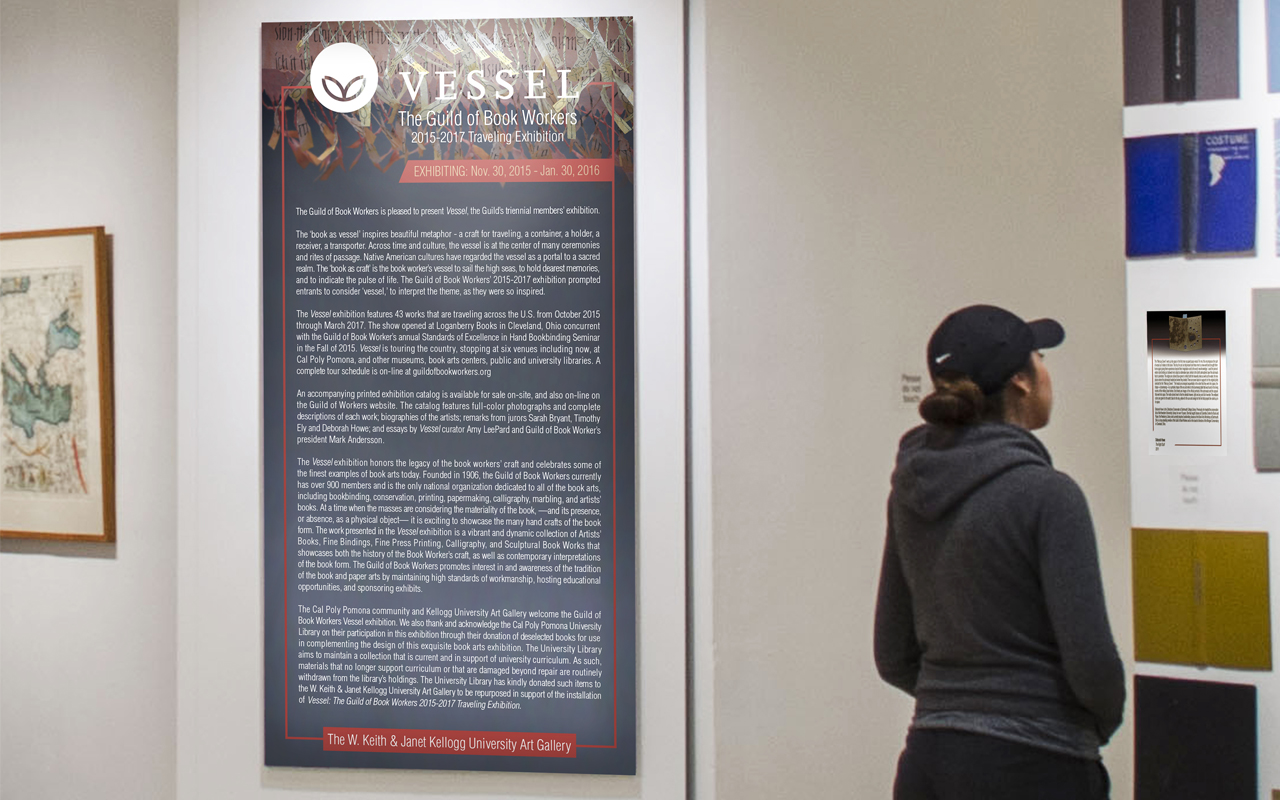 VESSEL
The Guild of Book Workers
2015-2017 Traveling Exhibition
EXHIBITING: Nov. 30, 2015 - Jan. 30, 2016
The Guild of Book Workers is pleased to present Vessel, the Guild's triennial members' exhibition.
The 'book as vessel' inspires beautiful metaphor - a craft for traveling, a container, a holder, a
receiver, a transporter. Across time and culture, the vessel is at the center of many ceremonies
and rites of passage. Native American cultures have regarded the vessel as a portal to a sacred
realm. The 'book as craft' is the book worker's vessel to sail the high seas, to hold dearest memories,
and to indicate the pulse of life. The Guild of Book Workers' 2015-2017 exhibition prompted
entrants to consider 'vessel,' to interpret the theme, as they were so inspired.
The Vessel exhibition features 43 works that are traveling across the U.S. from October 2015
through March 2017. The show opened at Loganberry Books in Cleveland, Ohio concurrent
with the Guild of Book Worker's annual Standards of Excellence in Hand Bookbinding Seminar
in the Fall of 2015. Vessel is touring the country, stopping at six venues including now, at
Cal Poly Pomona, and other museums, book arts centers, public and university libraries. A
complete tour schedule is on-line at guildofbookworkers.org
An accompanying printed exhibition catalog is available for sale on-site, and also on-line on
the Guild of Workers website. The catalog features full-color photographs and complete
descriptions of each work; biographies of the artists; remarks from jurors Sarah Bryant, Timothy
Ely and Deborah Howe; and essays by Vessel curator Amy LeePard and Guild of Book Worker's
president Mark Andersson.
The Vessel exhibition honors the legacy of the book workers' craft and celebrates some of
the finest examples of book arts today. Founded in 1906, the Guild of Book Workers currently
has over 900 members and is the only national organization dedicated to all of the book arts,
including bookbinding, conservation, printing, papermaking, calligraphy, marbling, and artists'
books. At a time when the masses are considering the materiality of the book, —and its presence,
or absence, as a physical object— it is exciting to showcase the many hand crafts of the book
form. The work presented in the Vessel exhibition is a vibrant and dynamic collection of Artists'
Books, Fine Bindings, Fine Press Printing, Calligraphy, and Sculptural Book Works that
showcases both the history of the Book Worker's craft, as well as contemporary interpretations
of the book form. The Guild of Book Workers promotes interest in and awareness of the tradition
of the book and paper arts by maintaining high standards of workmanship, hosting educational
opportunities, and sponsoring exhibits.
The Cal Poly Pomona community and Kellogg University Art Gallery welcome the Guild of
Book Workers Vessel exhibition. We also thank and acknowledge the Cal Poly Pomona University
Library on their participation in this exhibition through their donation of deselected books for use
in complementing the design of this exquisite book arts exhibition. The University Library
aims to maintain a collection that is current and in support of university curriculum. As such,
materials that no longer support curriculum or that are damaged beyond repair are routinely
withdrawn from the library's holdings. The University Library has kindly donated such items to
the W. Keith & Janet Kellogg University Art Gallery to be repurposed in support of the installation
of Vessel: The Guild of Book Workers 2015-2017 Traveling Exhibition.
The W. Keith & Janet Kellogg University Art Gallery
Please
do not
touch
COSTUME